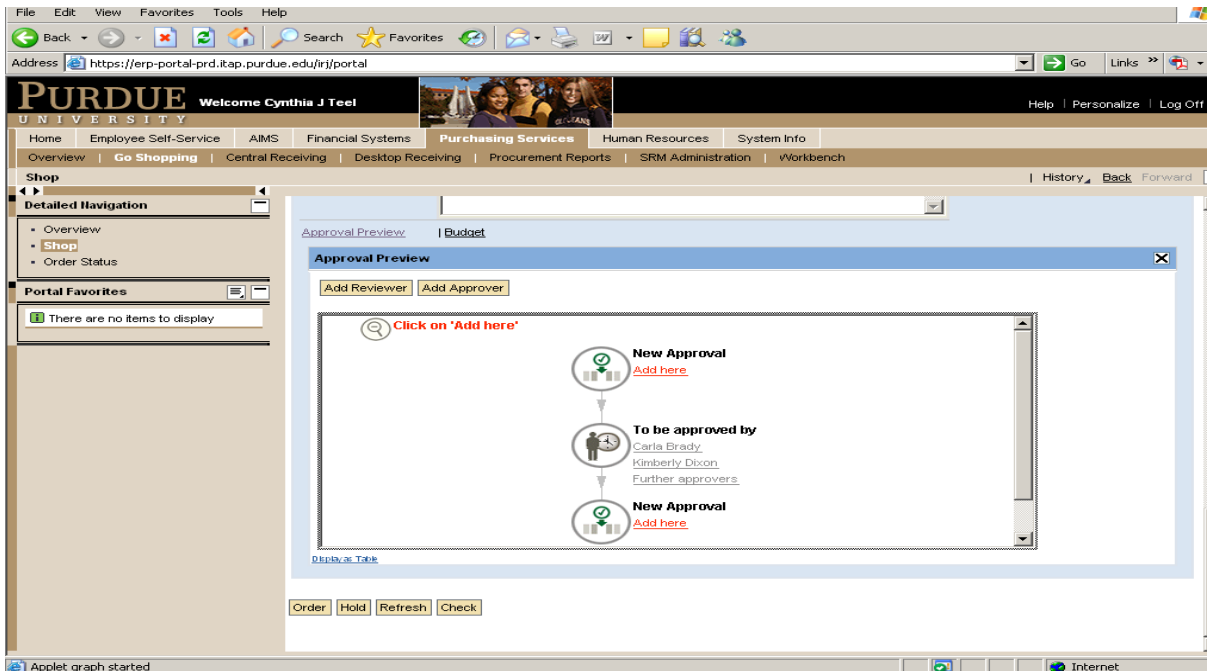 File Edit View Favorites Tools Help
Back Search Favorites
Address https://erp-portal-prd.itap.purdue.edu/irj/portal Go Links »
PURDUE
UNIVERSITY
Welcome Cynthia J Teel
Help | Personalize | Log Off
Home Employee Self-Service AIMS Financial Systems Purchasing Services Human Resources System Info
Overview | Go Shopping | Central Receiving | Desktop Receiving | Procurement Reports | SRM Administration | Workbench
Shop | History Back Forward
Detailed Navigation
Overview
Shop
Order Status
Portal Favorites
There are no items to display
Approval Preview | Budget
Approval Preview
Add Reviewer Add Approver
Click on 'Add here'
New Approval
Add here
To be approved by
Carla Brady
Kimberly Dixon
Further approvers
New Approval
Add here
Display as Table
Order Hold Refresh Check
Applet graph started Internet